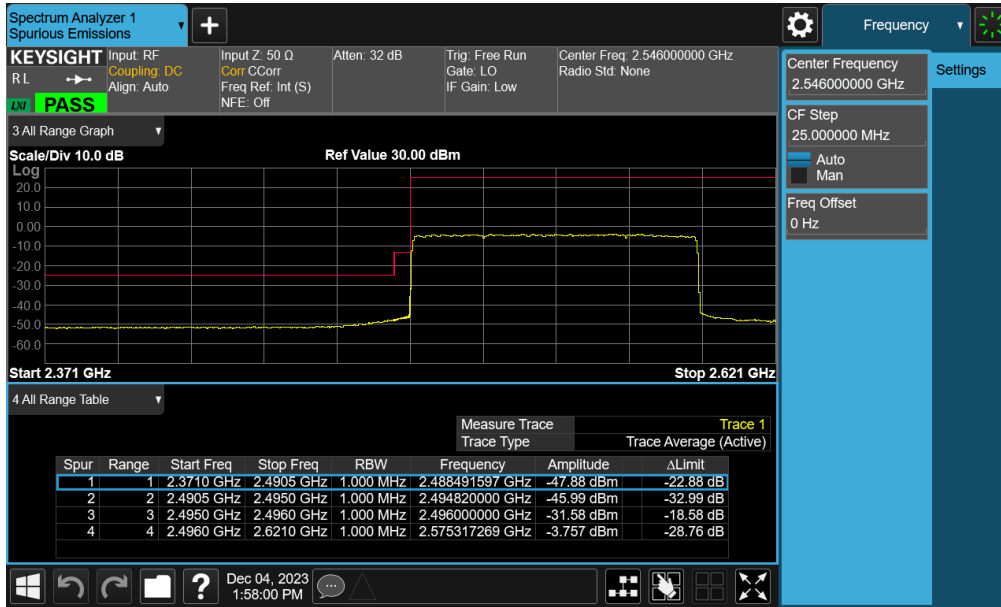 Spectrum Analyzer 1
Spurious Emissions
Frequency
KEYSIGHT
RL
LXI
PASS
Input: RF
Coupling: DC
Align: Auto
Input Z: 50 Ω
Corr CCorr
Freq Ref: Int (S)
NFE: Off
Atten: 32 dB
Trig: Free Run
Gate: LO
IF Gain: Low
Center Freq: 2.546000000 GHz
Radio Std: None
Center Frequency
2.546000000 GHz
Settings
CF Step
25.000000 MHz
Auto
Man
Freq Offset
0 Hz
3 All Range Graph
Scale/Div 10.0 dB
Ref Value 30.00 dBm
Log
20.0
10.0
0.00
-10.0
-20.0
-30.0
-40.0
-50.0
-60.0
Start 2.371 GHz
Stop 2.621 GHz
4 All Range Table
Measure Trace Trace 1
Trace Type Trace Average (Active)
Spur Range Start Freq Stop Freq RBW Frequency Amplitude ΔLimit
1 1 2.3710 GHz 2.4905 GHz 1.000 MHz 2.488491597 GHz -47.88 dBm -22.88 dB
2 2 2.4905 GHz 2.4950 GHz 1.000 MHz 2.494820000 GHz -45.99 dBm -32.99 dB
3 3 2.4950 GHz 2.4960 GHz 1.000 MHz 2.496000000 GHz -31.58 dBm -18.58 dB
4 4 2.4960 GHz 2.6210 GHz 1.000 MHz 2.575317269 GHz -3.757 dBm -28.76 dB
Dec 04, 2023
1:58:00 PM